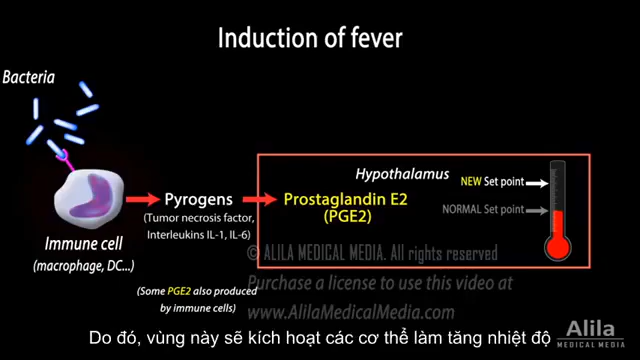 Induction of fever
Bacteria
Hypothalamus
NEW Set point
Pyrogens
Prostaglandin E2
(PGE2)
NORMAL Set point
(Tumor necrosis factor,
Interleukins IL-1, IL-6)
Immune cell
(macrophage, DC...)
© ALILA MEDICAL MEDIA. All rights reserved
Purchase a license to use this video at
www.AlilaMedicalMedia.com
(Some PGE2 also produced
by immune cells)
Do đó, vùng này sẽ kích hoạt các cơ thể làm tăng nhiệt độ
Alila
MEDICAL MEDIA